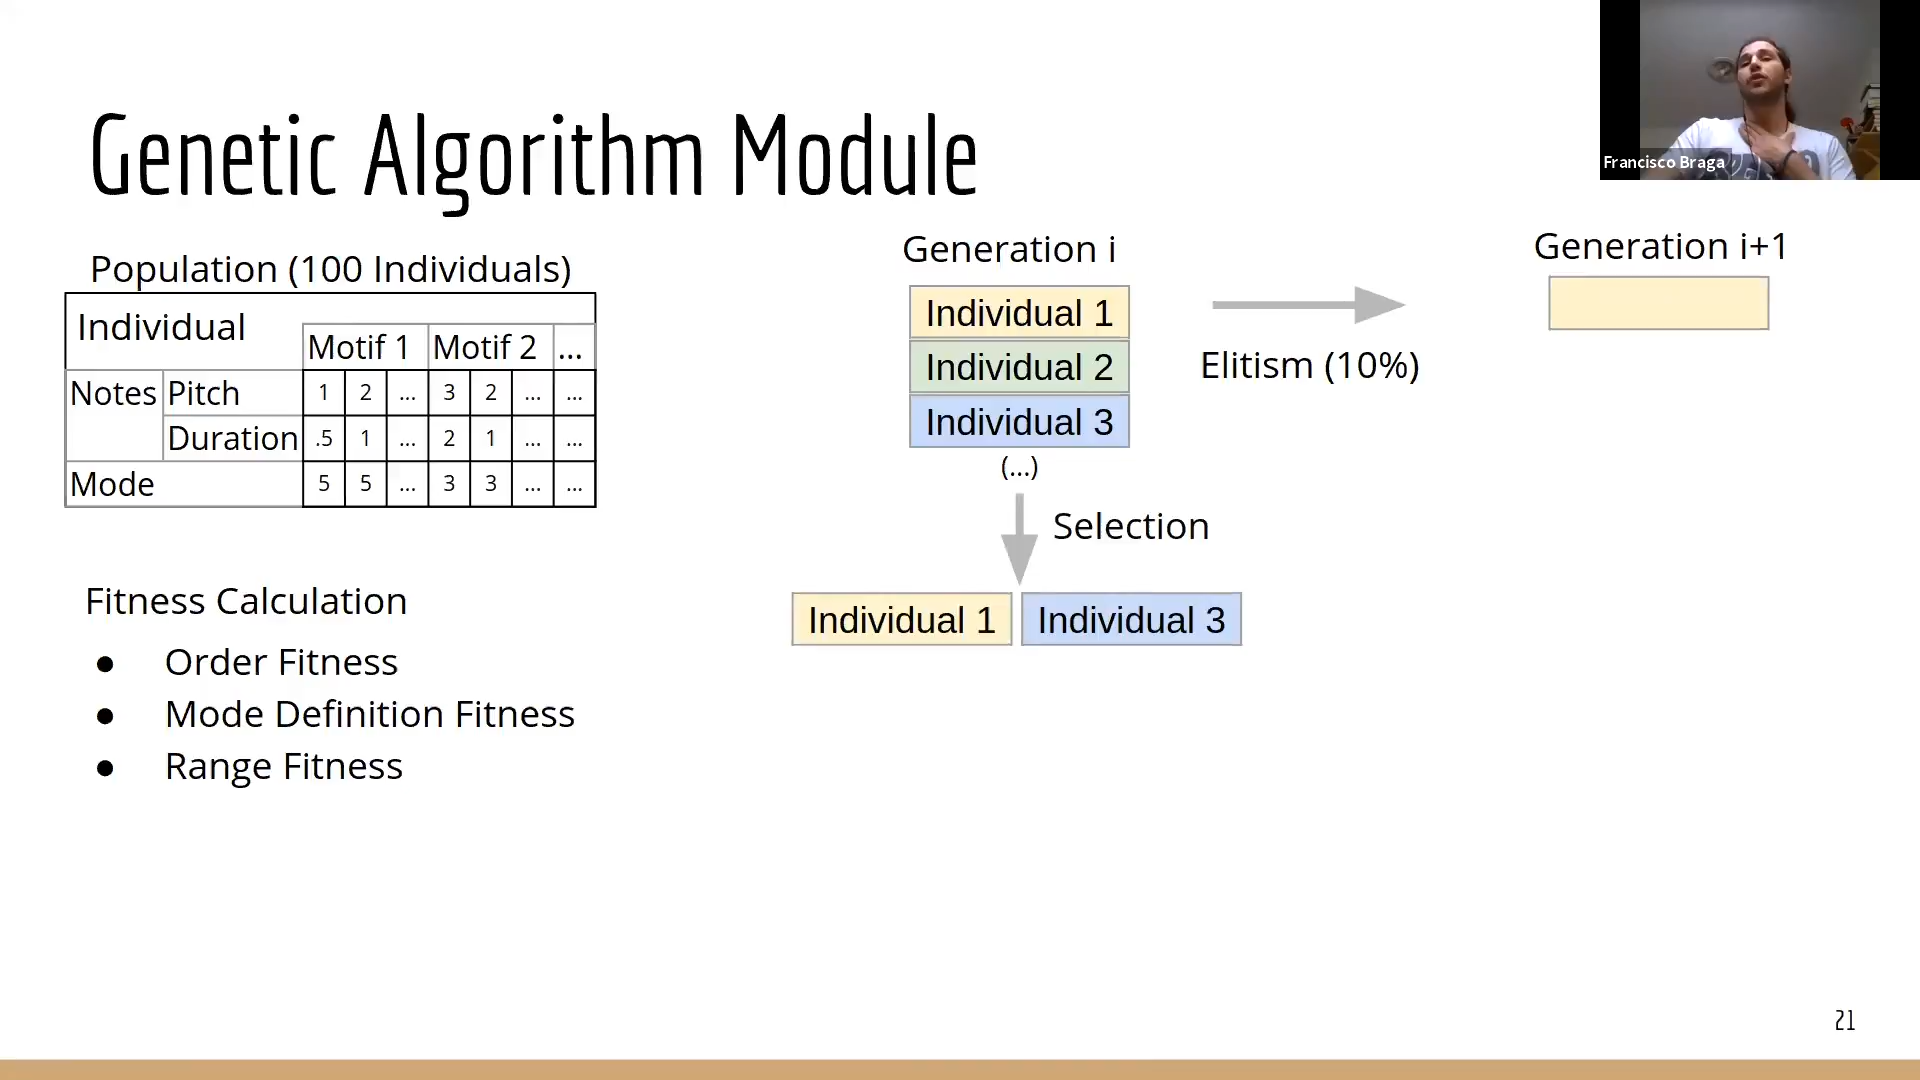 Francisco Braga
Genetic Algorithm Module
Population (100 Individuals)
Individual
Motif 1 Motif 2 ...
Notes Pitch 1 2 ... 3 2 ... ...
Duration .5 1 ... 2 1 ... ...
Mode 5 5 ... 3 3 ... ...
Fitness Calculation
● Order Fitness
● Mode Definition Fitness
● Range Fitness
Generation i
Individual 1
Individual 2
Individual 3
(...)
Selection
Individual 1 Individual 3
Elitism (10%)
Generation i+1
21